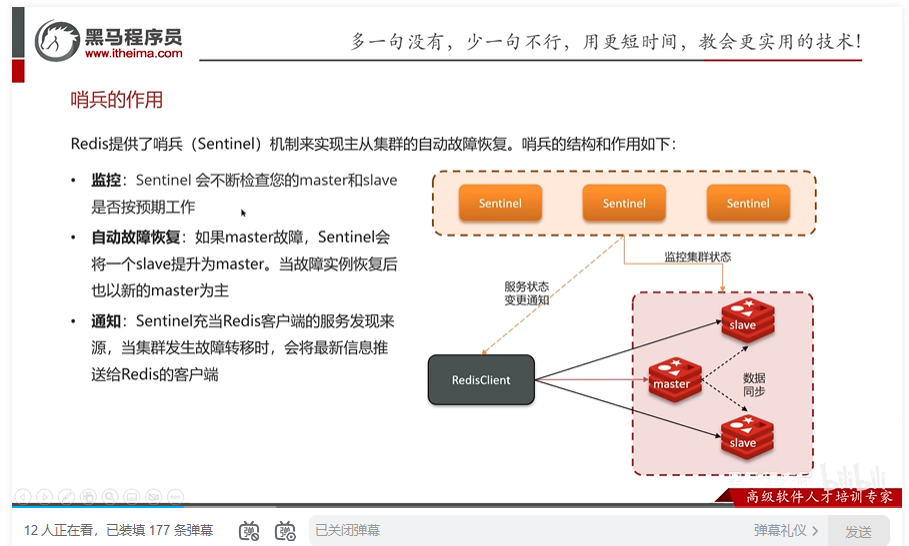 黑马程序员
www.itheima.com
多一句没有，少一句不行，用更短时间，教会更实用的技术！
哨兵的作用
Redis提供了哨兵（Sentinel）机制来实现主从集群的自动故障恢复。哨兵的结构和作用如下：
• 监控：Sentinel 会不断检查您的master和slave
是否按预期工作
• 自动故障恢复：如果master故障，Sentinel会
将一个slave提升为master。当故障实例恢复后
也以新的master为主
• 通知：Sentinel充当Redis客户端的服务发现来
源，当集群发生故障转移时，会将最新信息推
送给Redis的客户端
Sentinel
Sentinel
Sentinel
监控集群状态
服务状态
变更通知
slave
RedisClient
master
数据
同步
slave
bilibili
高级软件人才培训专家
12 人正在看，已装填 177 条弹幕
弹
弹
已关闭弹幕
弹幕礼仪 >
发送